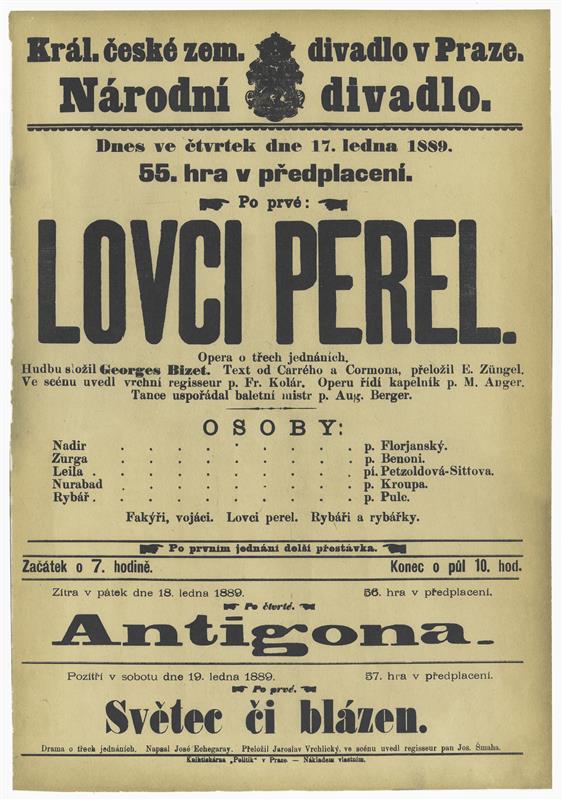 Král. české zem. divadlo v Praze.
Národní divadlo.
Dnes ve čtvrtek dne 17. ledna 1889.
55. hra v předplacení.
Po prvé:
LOVCI PEREL.
Opera o třech jednáních.
Hudbu složil Georges Bizet. Text od Carrého a Cormona, přeložil E. Züngel.
Ve scénu uvedl vrchní regisseur p. Fr. Kolár. Operu řídí kapelník p. M. Anger.
Tance uspořádal baletní mistr p. Aug. Berger.
OSOBY:
Nadir . . . . . . . . . . p. Florjanský.
Zurga . . . . . . . . . . p. Benoni.
Leila . . . . . . . . . . . pí. Petzoldová-Sittova.
Nurabad . . . . . . . . . . p. Kroupa.
Rybář . . . . . . . . . . . p. Pulc.
Fakýři, vojáci. Lovci perel. Rybáři a rybářky.
Po prvním jednání delší přestávka.
Začátek o 7. hodině. Konec o půl 10. hod.
Zítra v pátek dne 18. ledna 1889. 56. hra v předplacení.
Po čtvrté.
Antigona.
Pozítří v sobotu dne 19. ledna 1889. 57. hra v předplacení.
Po prvé.
Světec či blázen.
Drama o třech jednáních. Napsal José Echegaray. Přeložil Jaroslav Vrchlický, ve scénu uvedl regisseur pan Jos. Šmaha.
Knihtiskárna „Politik“ v Praze. — Nákladem vlastním.